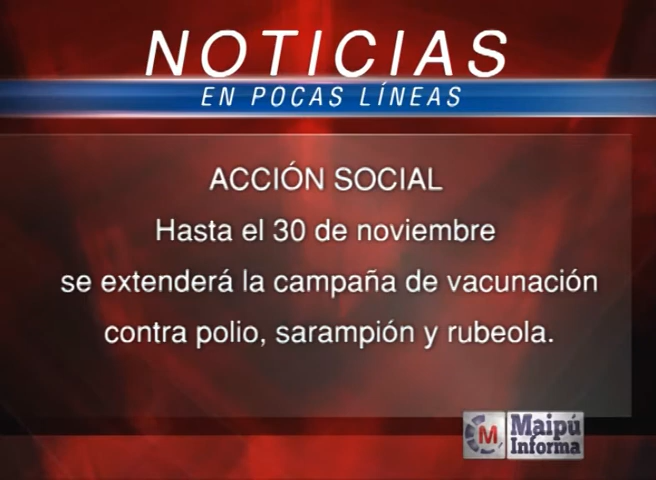 NOTICIAS
EN POCAS LÍNEAS
ACCIÓN SOCIAL
Hasta el 30 de noviembre
se extenderá la campaña de vacunación
contra polio, sarampión y rubeola.
M Maipú
Informa